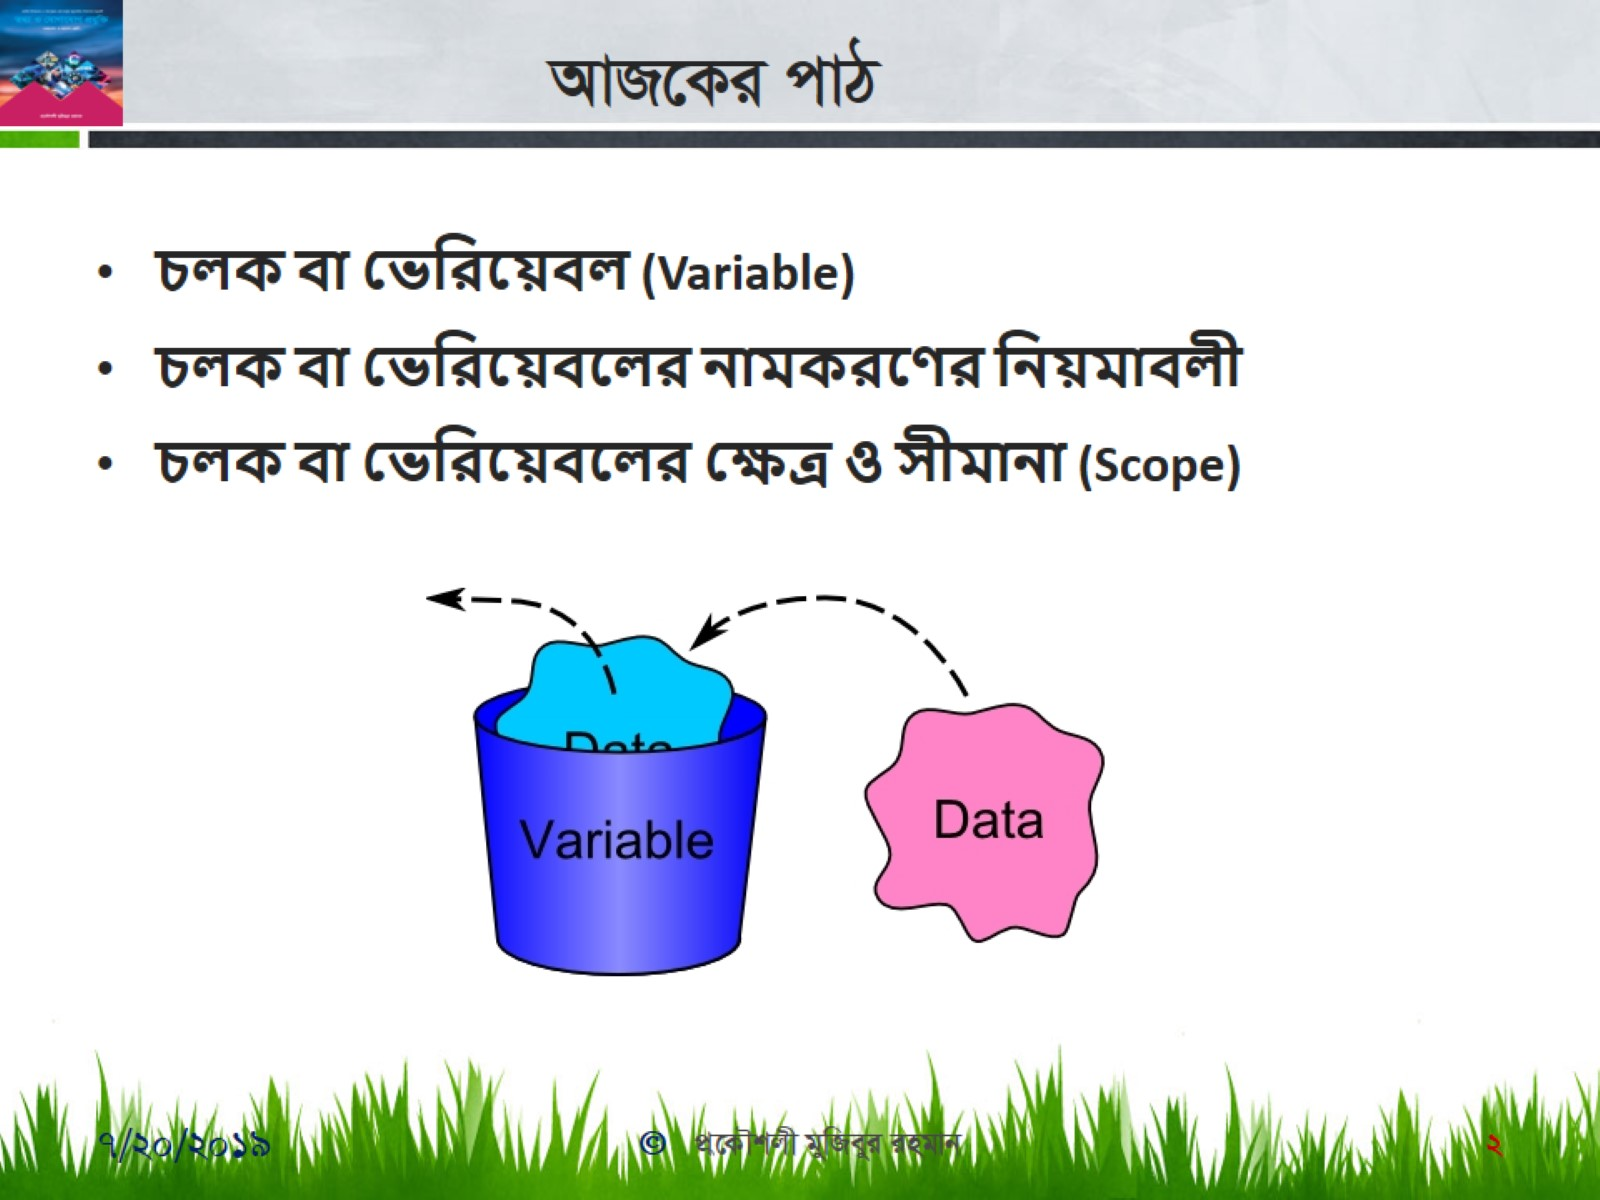 আজকের পাঠ
• চলক বা ভেরিয়েবল (Variable)
• চলক বা ভেরিয়েবলের নামকরণের নিয়মাবলী
• চলক বা ভেরিয়েবলের ক্ষেত্র ও সীমানা (Scope)
Data
Variable
Data
৭/২০/২০১৯
© প্রকৌশলী মুজিবুর রহমান
২